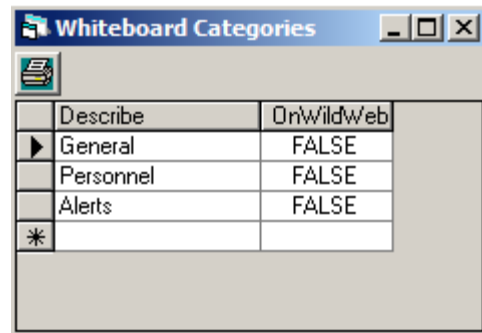 Whiteboard Categories
Describe OnWildWeb
General FALSE
Personnel FALSE
Alerts FALSE